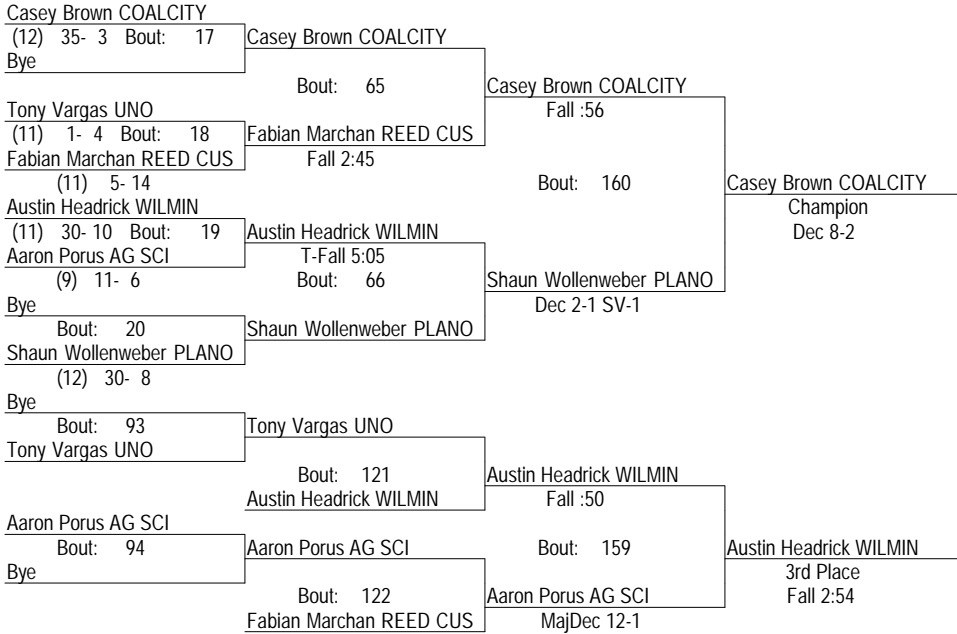 Casey Brown COALCITY
(12) 35- 3 Bout: 17
Casey Brown COALCITY
Bye
Bout: 65
Casey Brown COALCITY
Tony Vargas UNO
Fall :56
(11) 1- 4 Bout: 18
Fabian Marchan REED CUS
Fabian Marchan REED CUS
Fall 2:45
(11) 5- 14
Bout: 160
Casey Brown COALCITY
Austin Headrick WILMIN
Champion
(11) 30- 10 Bout: 19
Austin Headrick WILMIN
Dec 8-2
Aaron Porus AG SCI
T-Fall 5:05
(9) 11- 6
Bout: 66
Shaun Wollenweber PLANO
Bye
Dec 2-1 SV-1
Bout: 20
Shaun Wollenweber PLANO
Shaun Wollenweber PLANO
(12) 30- 8
Bye
Bout: 93
Tony Vargas UNO
Tony Vargas UNO
Bout: 121
Austin Headrick WILMIN
Austin Headrick WILMIN
Fall :50
Aaron Porus AG SCI
Bout: 94
Aaron Porus AG SCI
Bout: 159
Austin Headrick WILMIN
Bye
3rd Place
Bout: 122
Aaron Porus AG SCI
Fall 2:54
Fabian Marchan REED CUS
MajDec 12-1